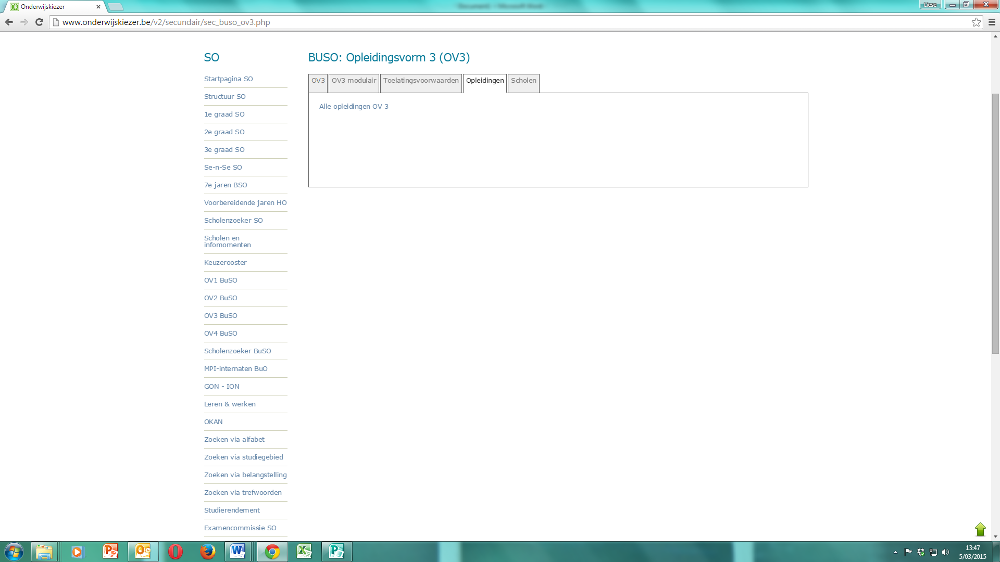 Onderwijskiezer
Liese
www.onderwijskiezer.be/v2/secundair/sec_buso_ov3.php
SO
Startpagina SO
Structuur SO
1e graad SO
2e graad SO
3e graad SO
Se-n-Se SO
7e jaren BSO
Voorbereidende jaren HO
Scholenzoeker SO
Scholen en
infomomenten
Keuzerooster
OV1 BuSO
OV2 BuSO
OV3 BuSO
OV4 BuSO
Scholenzoeker BuSO
MPI-internaten BuO
GON - ION
Leren & werken
OKAN
Zoeken via alfabet
Zoeken via studiegebied
Zoeken via belangstelling
Zoeken via trefwoorden
Studierendement
Examencommissie SO
BUSO: Opleidingsvorm 3 (OV3)
OV3 OV3 modulair Toelatingsvoorwaarden Opleidingen Scholen
Alle opleidingen OV 3
13:47
5/03/2015